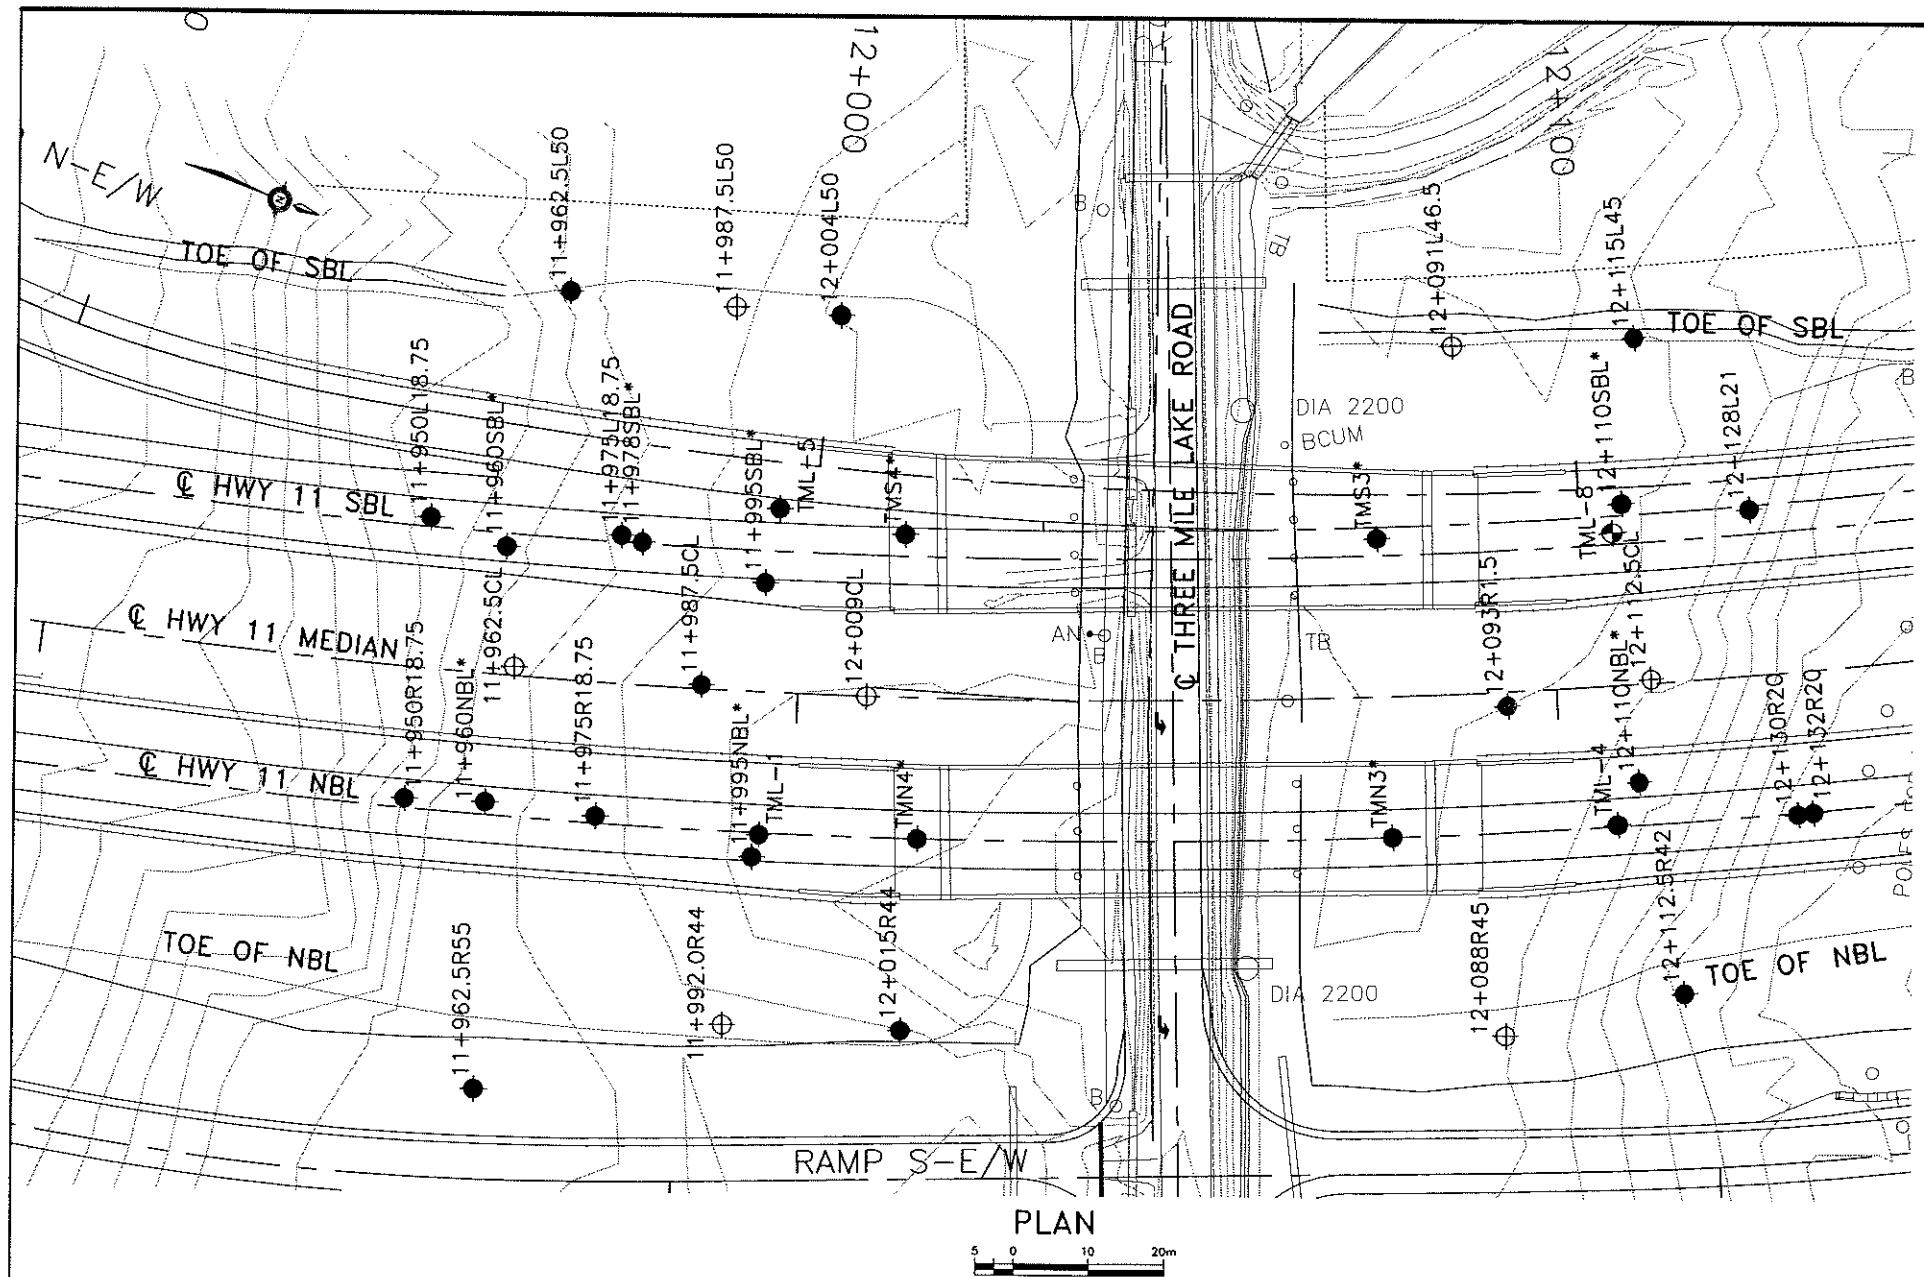 12+000
12+100
N-E/W
TOE OF SBL
11+962.5L50
11+987.5L50
12+004L50
B
TB
12+091L46.5
12+115L45
TOE OF SBL
℄ THREE MILE LAKE ROAD
DIA 2200
BCUM
B
11+950L18.75
11+960SBL*
11+975L18.75
11+978SBL*
11+995SBL*
TML-5
TMS4*
TMS3*
TML-8
12+110SBL*
12+128L21
℄ HWY 11 SBL
℄ HWY 11 MEDIAN
11+962.5CL
11+987.5CL
12+009CL
AN
B
TB
12+093R1.5
12+112.5CL
℄ HWY 11 NBL
11+950R18.75
11+960NBL*
11+975R18.75
11+995NBL*
TML-1
TMN4*
TMN3*
TML-4
12+110NBL*
12+130R20
12+132R20
TOE OF NBL
11+962.5R55
11+992.0R44
12+015R44
DIA 2200
12+088R45
12+112.5R42
TOE OF NBL
B
RAMP S-E/W
PLAN
5 0 10 20m